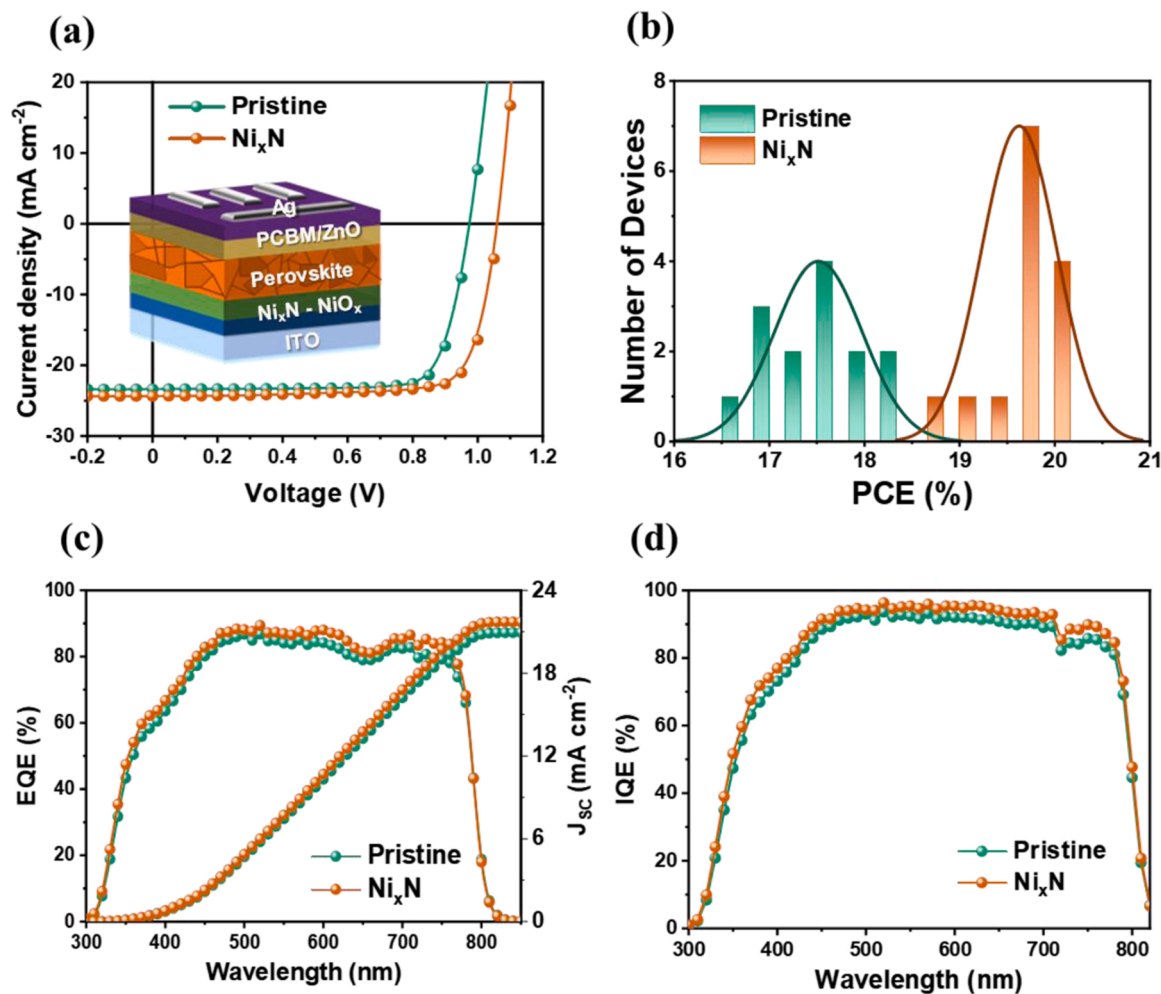 (a)
20
10
0
-10
-20
-30
Current density (mA cm⁻²)
-0.2
0
0.2
0.4
0.6
0.8
1.0
1.2
Voltage (V)
Pristine
NiₓN
Ag
PCBM/ZnO
Perovskite
NiₓN - NiOₓ
ITO
(b)
8
6
4
2
0
Number of Devices
16
17
18
19
20
21
PCE (%)
Pristine
NiₓN
(c)
100
80
60
40
20
0
EQE (%)
24
18
12
6
0
J_SC (mA cm⁻²)
300
400
500
600
700
800
Wavelength (nm)
Pristine
NiₓN
(d)
100
80
60
40
20
0
IQE (%)
300
400
500
600
700
800
Wavelength (nm)
Pristine
NiₓN